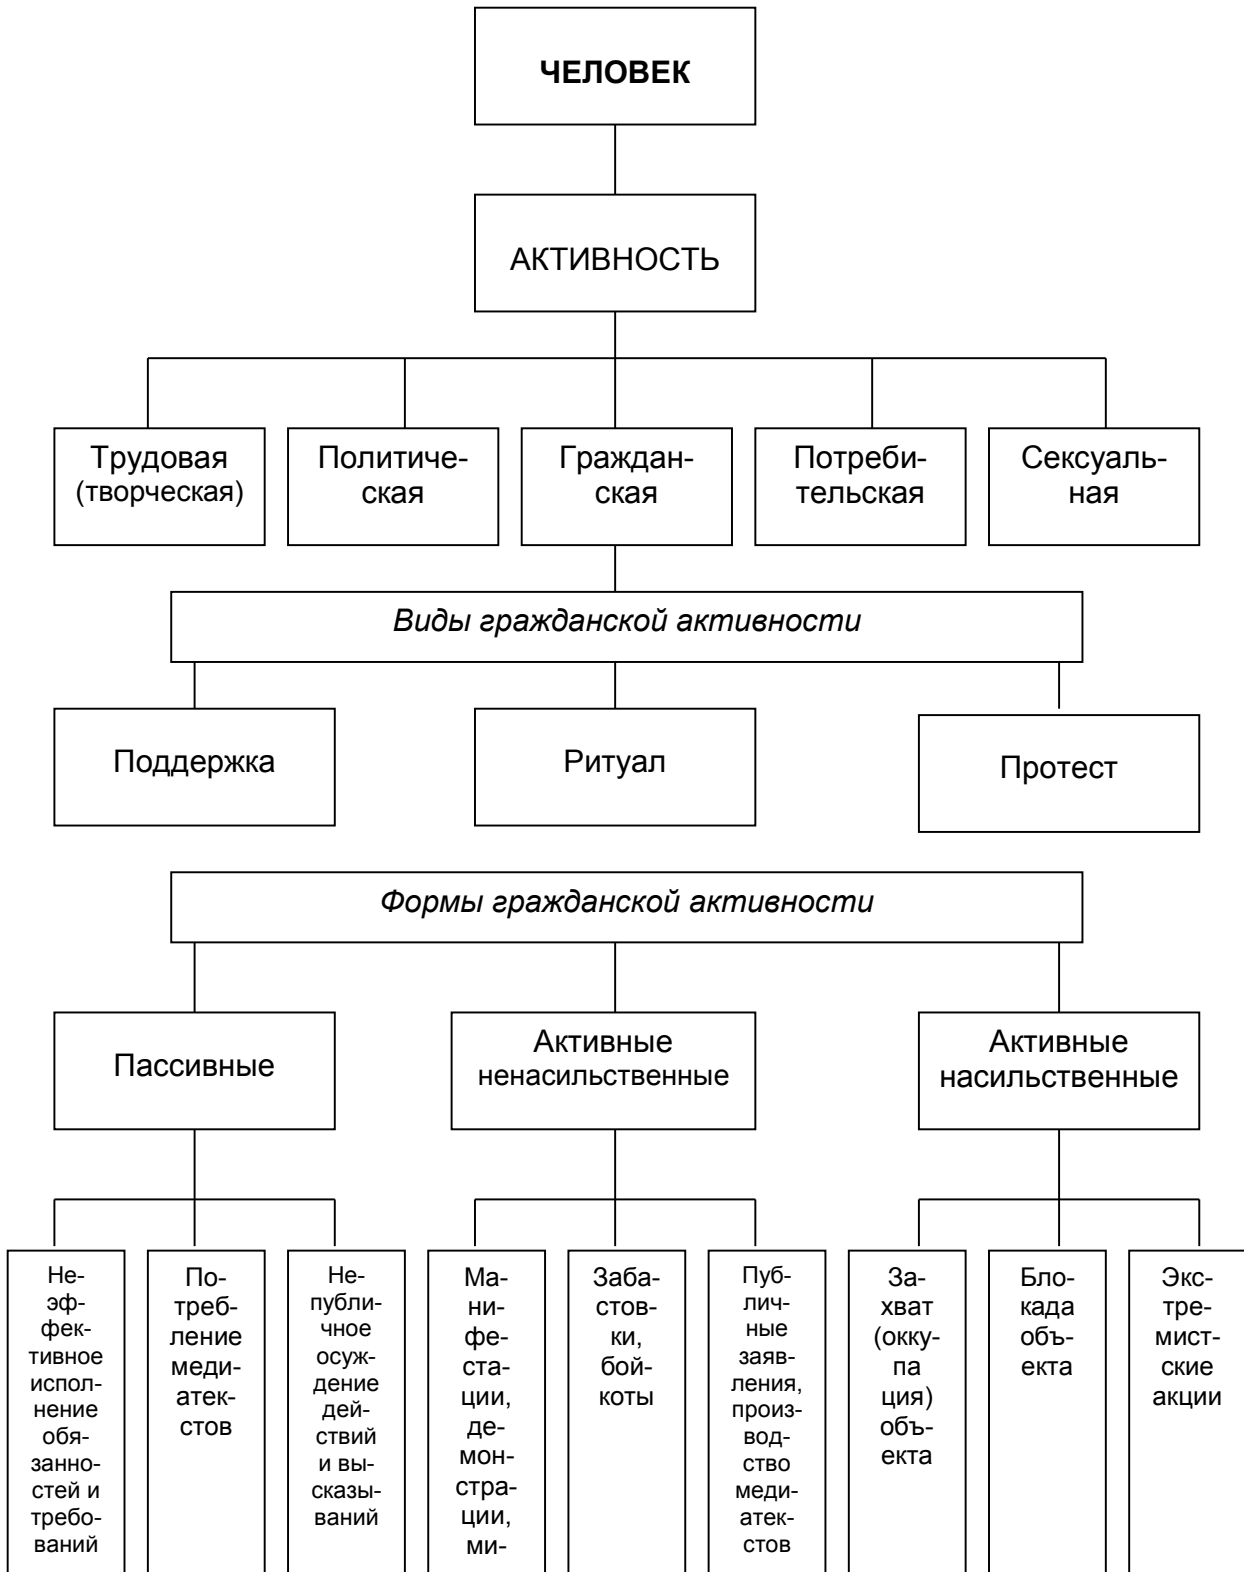 ЧЕЛОВЕК
АКТИВНОСТЬ
Трудовая
(творческая)
Политиче-
ская
Граждан-
ская
Потреби-
тельская
Сексуаль-
ная
Виды гражданской активности
Поддержка
Ритуал
Протест
Формы гражданской активности
Пассивные
Активные
ненасильственные
Активные
насильственные
Не-
эф-
фек-
тивное
испол-
нение
обя-
занно-
стей и
требо-
ваний
По-
треб-
ление
меди-
атек-
стов
Не-
публи-
чное
осуж-
дение
дей-
ствий
и вы-
сказы-
ваний
Ма-
ни-
фе-
ста-
ции,
де-
мон-
стра-
ции,
ми-
Заба-
стов-
ки,
бой-
коты
Пуб-
лич-
ные
заяв-
ления,
произ-
вод-
ство
меди-
атек-
стов
За-
хват
(окку-
па
ция)
объ-
екта
Бло-
када
объ-
екта
Экс-
тре-
мист-
ские
акции